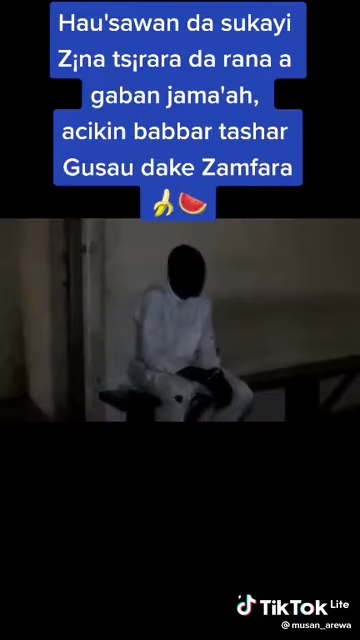 Hau'sawan da sukayi
Z¡na ts¡rara da rana a
gaban jama'ah,
acikin babbar tashar
Gusau dake Zamfara
🍌🍉
TikTok Lite
@musan_arewa